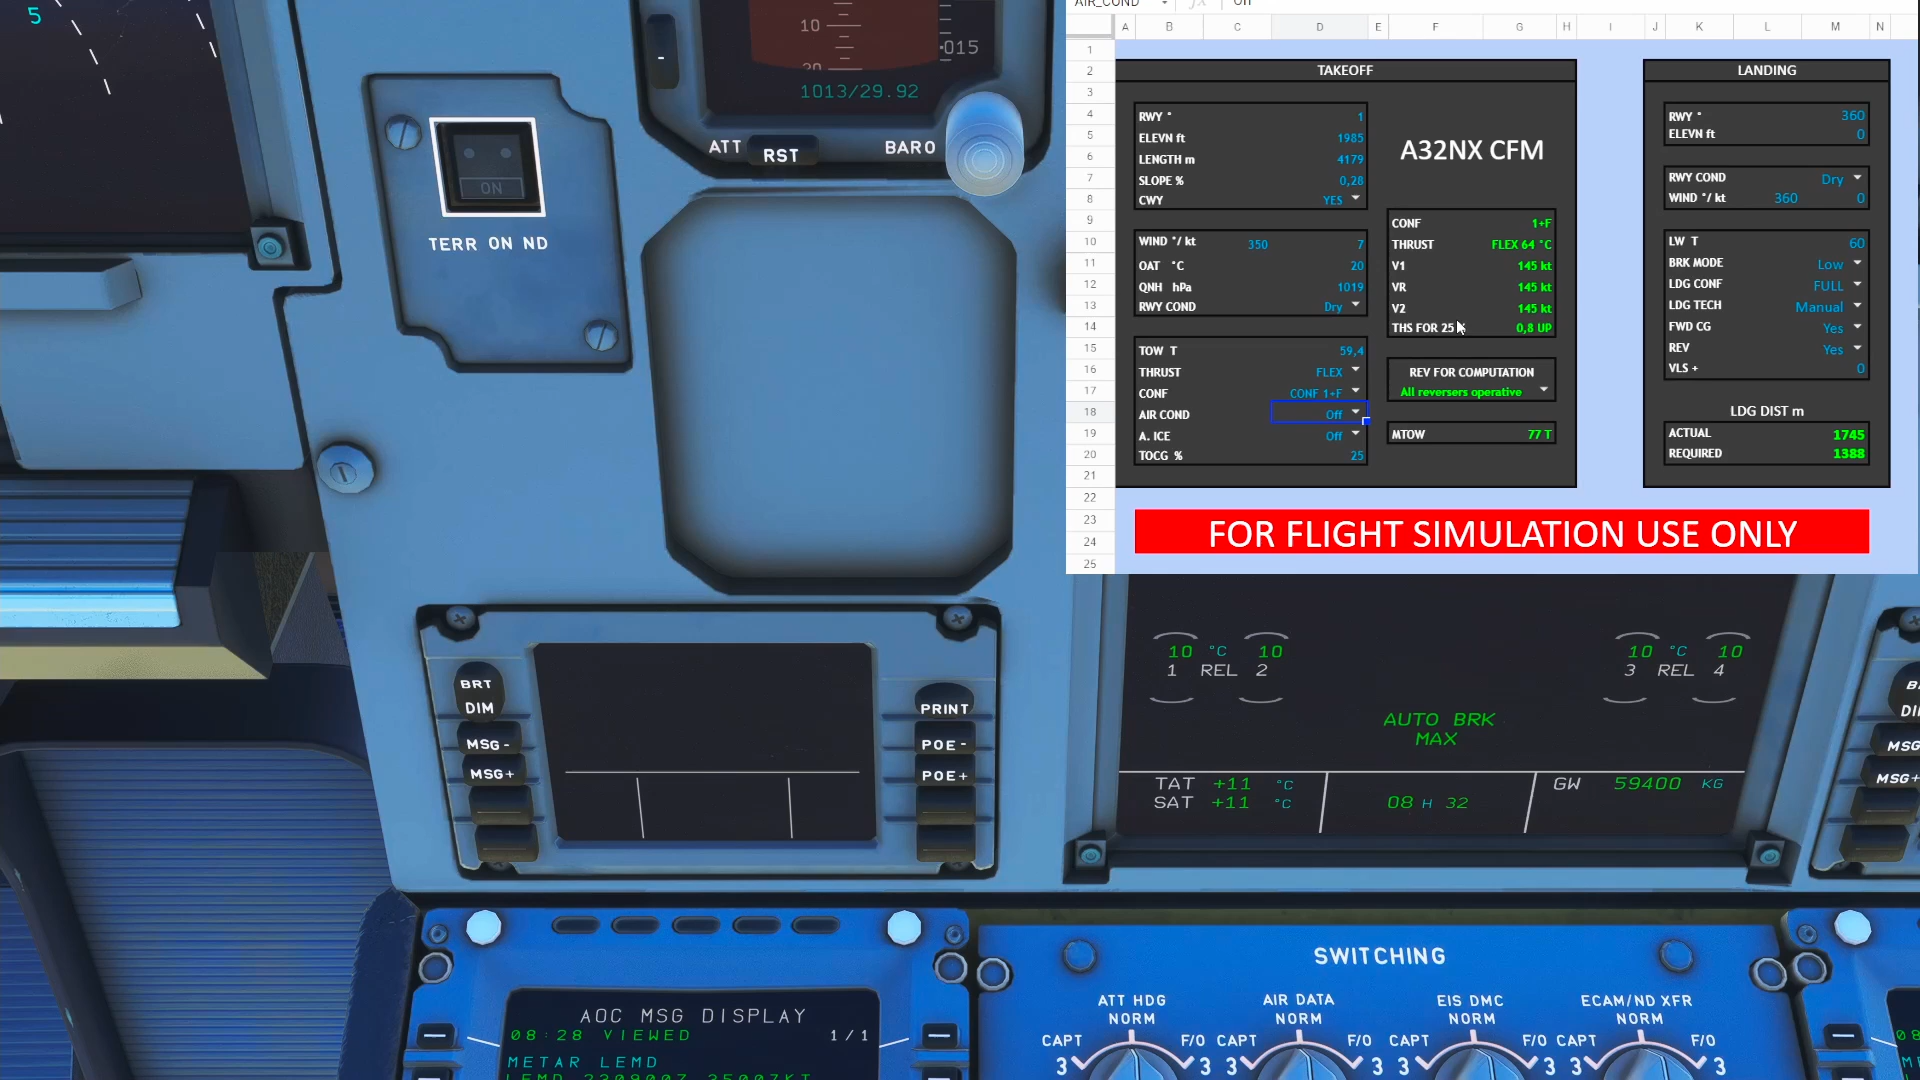 5
10
20
015
1013/29.92
ATT
RST
BARO
ON
TERR ON ND
AIR_COND
fx
Off
A B C D E F G H I J K L M N
1
2
3
4
5
6
7
8
9
10
11
12
13
14
15
16
17
18
19
20
21
22
23
24
25
TAKEOFF
RWY ° 1
ELEVN ft 1985
LENGTH m 4179
SLOPE % 0,28
CWY YES
WIND °/ kt 350 7
OAT °C 20
QNH hPa 1019
RWY COND Dry
TOW T 59,4
THRUST FLEX
CONF CONF 1+F
AIR COND Off
A. ICE Off
TOCG % 25
A32NX CFM
CONF 1+F
THRUST FLEX 64 °C
V1 145 kt
VR 145 kt
V2 145 kt
THS FOR 25 0,8 UP
REV FOR COMPUTATION
All reversers operative
MTOW 77 T
LANDING
RWY ° 360
ELEVN ft 0
RWY COND Dry
WIND °/ kt 360 0
LW T 60
BRK MODE Low
LDG CONF FULL
LDG TECH Manual
FWD CG Yes
REV Yes
VLS + 0
LDG DIST m
ACTUAL 1745
REQUIRED 1388
FOR FLIGHT SIMULATION USE ONLY
BRT
DIM
MSG-
MSG+
PRINT
POE-
POE+
10 °C 10
1 REL 2
10 °C 10
3 REL 4
AUTO BRK
MAX
TAT +11 °C
SAT +11 °C
08 H 32
GW 59400 KG
MSG+
AOC MSG DISPLAY
08:28 VIEWED 1/1
METAR LEMD
LEMD 230800Z 35007KT
SWITCHING
ATT HDG
NORM
CAPT F/O
3 3
AIR DATA
NORM
CAPT F/O
3 3
EIS DMC
NORM
CAPT F/O
3 3
ECAM/ND XFR
NORM
CAPT F/O
3 3